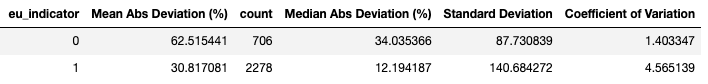 eu_indicator Mean Abs Deviation (%) count Median Abs Deviation (%) Standard Deviation Coefficient of Variation
0 62.515441 706 34.035366 87.730839 1.403347
1 30.817081 2278 12.194187 140.684272 4.565139